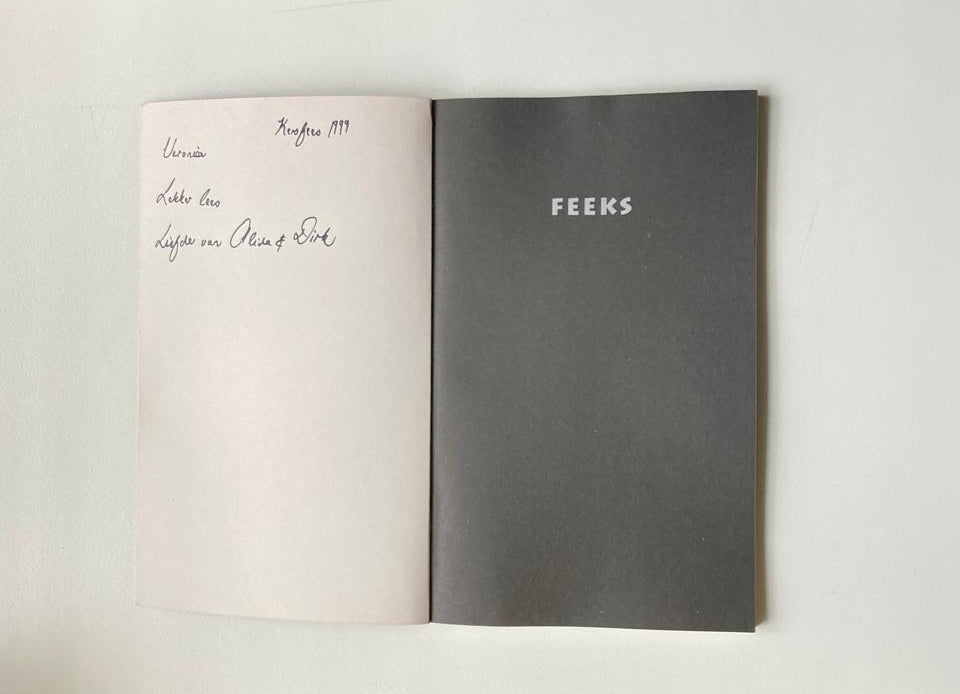 Kersfees 1999
Veronica
Lekker lees
Liefde van Alida & Dirk
FEEKS